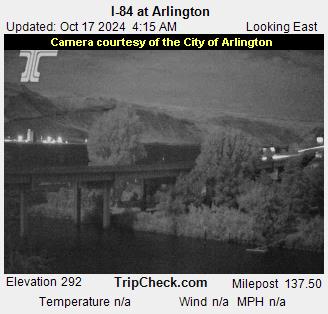 I-84 at Arlington
Updated: Oct 17 2024 4:15 AM Looking East
Camera courtesy of the City of Arlington
Elevation 292 TripCheck.com Milepost 137.50
Temperature n/a Wind n/a MPH n/a